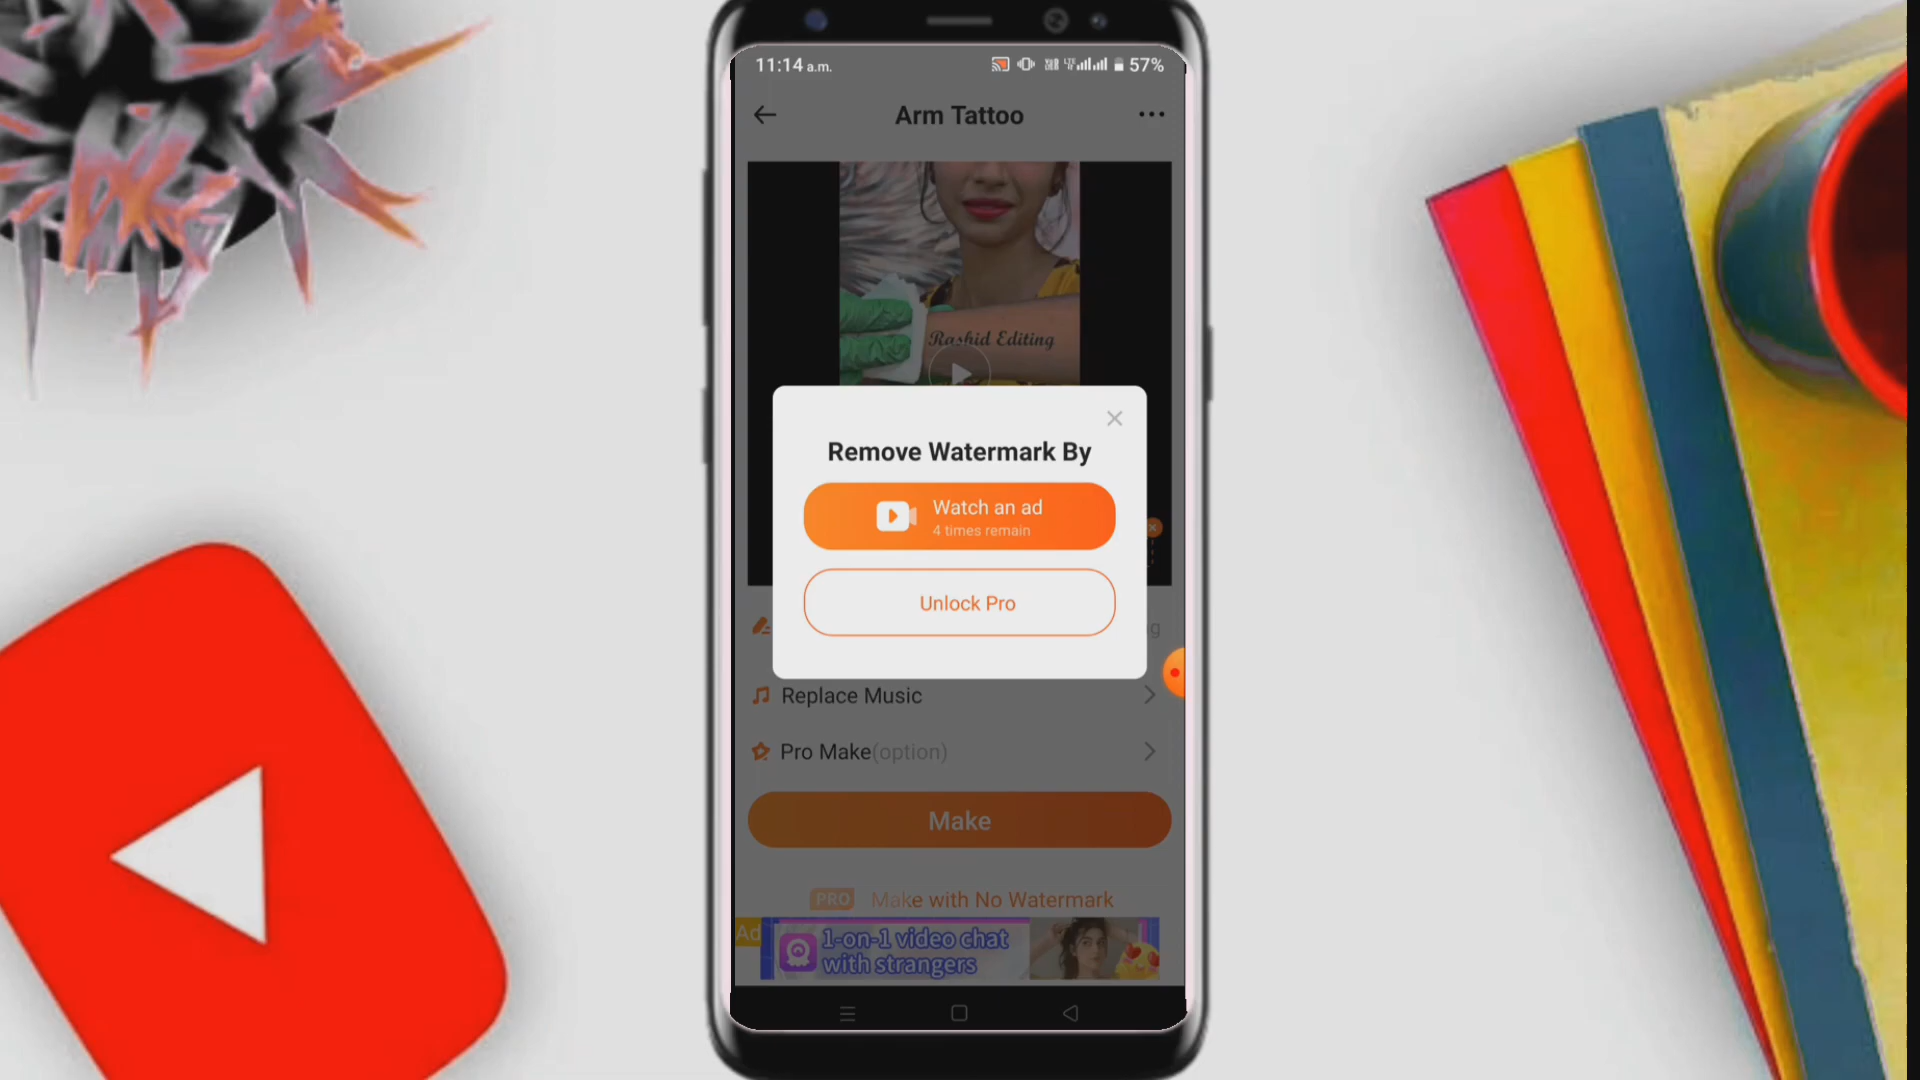 11:14 a.m.
57%
Arm Tattoo
Rashid Editing
Remove Watermark By
Watch an ad
4 times remain
Unlock Pro
g
Replace Music
Pro Make(option)
Make
PRO Make with No Watermark
Ad
1-on-1 video chat
with strangers